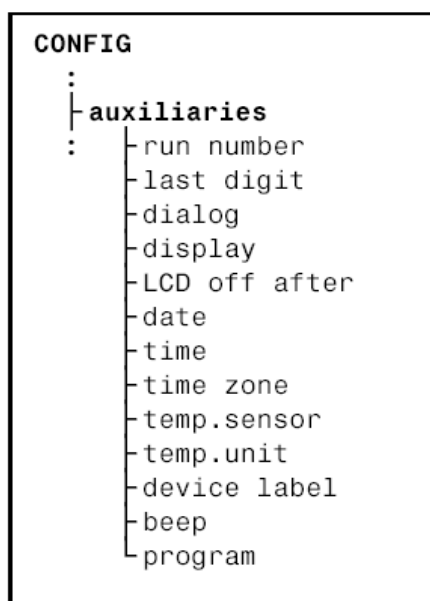 CONFIG
:
auxiliaries
:
run number
last digit
dialog
display
LCD off after
date
time
time zone
temp.sensor
temp.unit
device label
beep
program